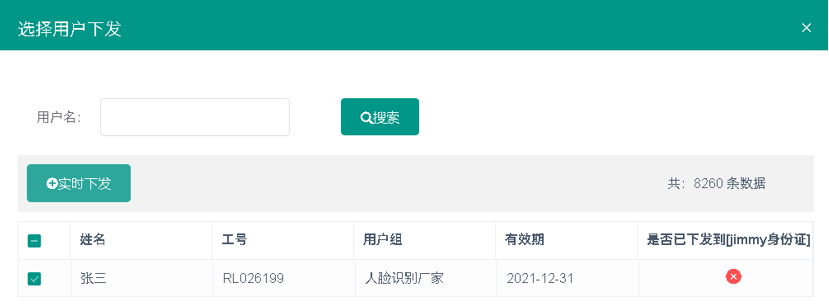 选择用户下发
用户名：
搜索
实时下发
共：8260 条数据
姓名 工号 用户组 有效期 是否已下发到[jimmy身份证]
张三 RL026199 人脸识别厂家 2021-12-31